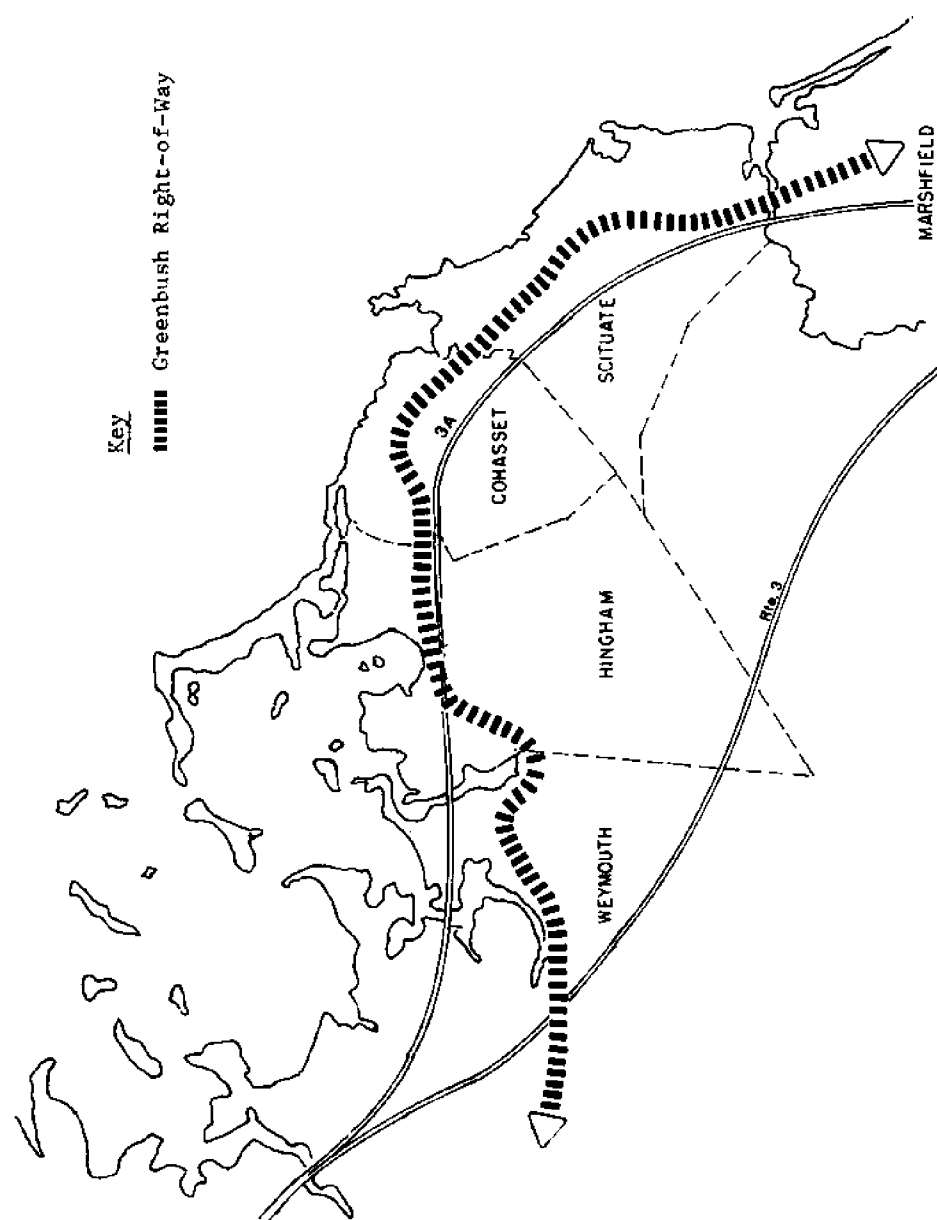 Key
Greenbush Right-of-Way
3A
COHASSET
SCITUATE
MARSHFIELD
HINGHAM
Rte. 3
WEYMOUTH